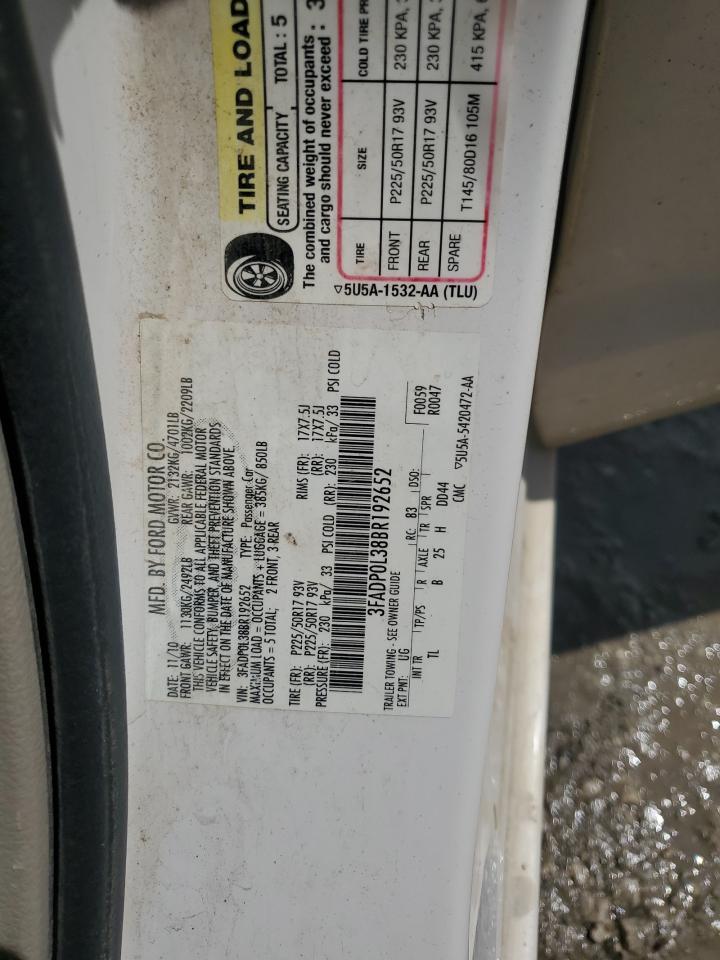 TIRE AND LOAD
SEATING CAPACITY TOTAL : 5
The combined weight of occupants
and cargo should never exceed : 3
TIRE SIZE COLD TIRE PR
FRONT P225/50R17 93V 230 KPA, 3
REAR P225/50R17 93V 230 KPA, 3
SPARE T145/80D16 105M 415 KPA, 6
▽5U5A-1532-AA (TLU)
MFD. BY FORD MOTOR CO.
DATE: 11/10 GVWR: 2132KG/4701LB
FRONT GAWR: 1130KG/2492LB REAR GAWR: 1002KG/2209LB
THIS VEHICLE CONFORMS TO ALL APPLICABLE FEDERAL MOTOR
VEHICLE SAFETY, BUMPER, AND THEFT PREVENTION STANDARDS
IN EFFECT ON THE DATE OF MANUFACTURE SHOWN ABOVE
VIN: 3FADP0L38BR192652 TYPE: Passenger Car
MAXIMUM LOAD = OCCUPANTS + LUGGAGE = 385KG/ 850LB
OCCUPANTS = 5 TOTAL; 2 FRONT, 3 REAR
TIRE (FR): P225/50R17 93V RIMS (FR): 17X7.5J
(RR): P225/50R17 93V (RR): 17X7.5J
PRESSURE (FR): 230 kPa/ 33 PSI COLD (RR): 230 kPa/ 33 PSI COLD
3FADP0L38BR192652
TRAILER TOWING - SEE OWNER GUIDE F0059
EXT PNT: UG RC: 83 DSO: R0047
INT TR TP/PS R AXLE TR SPR
TL B 25 H DD44
CMC ▽5U5A-5420472-AA